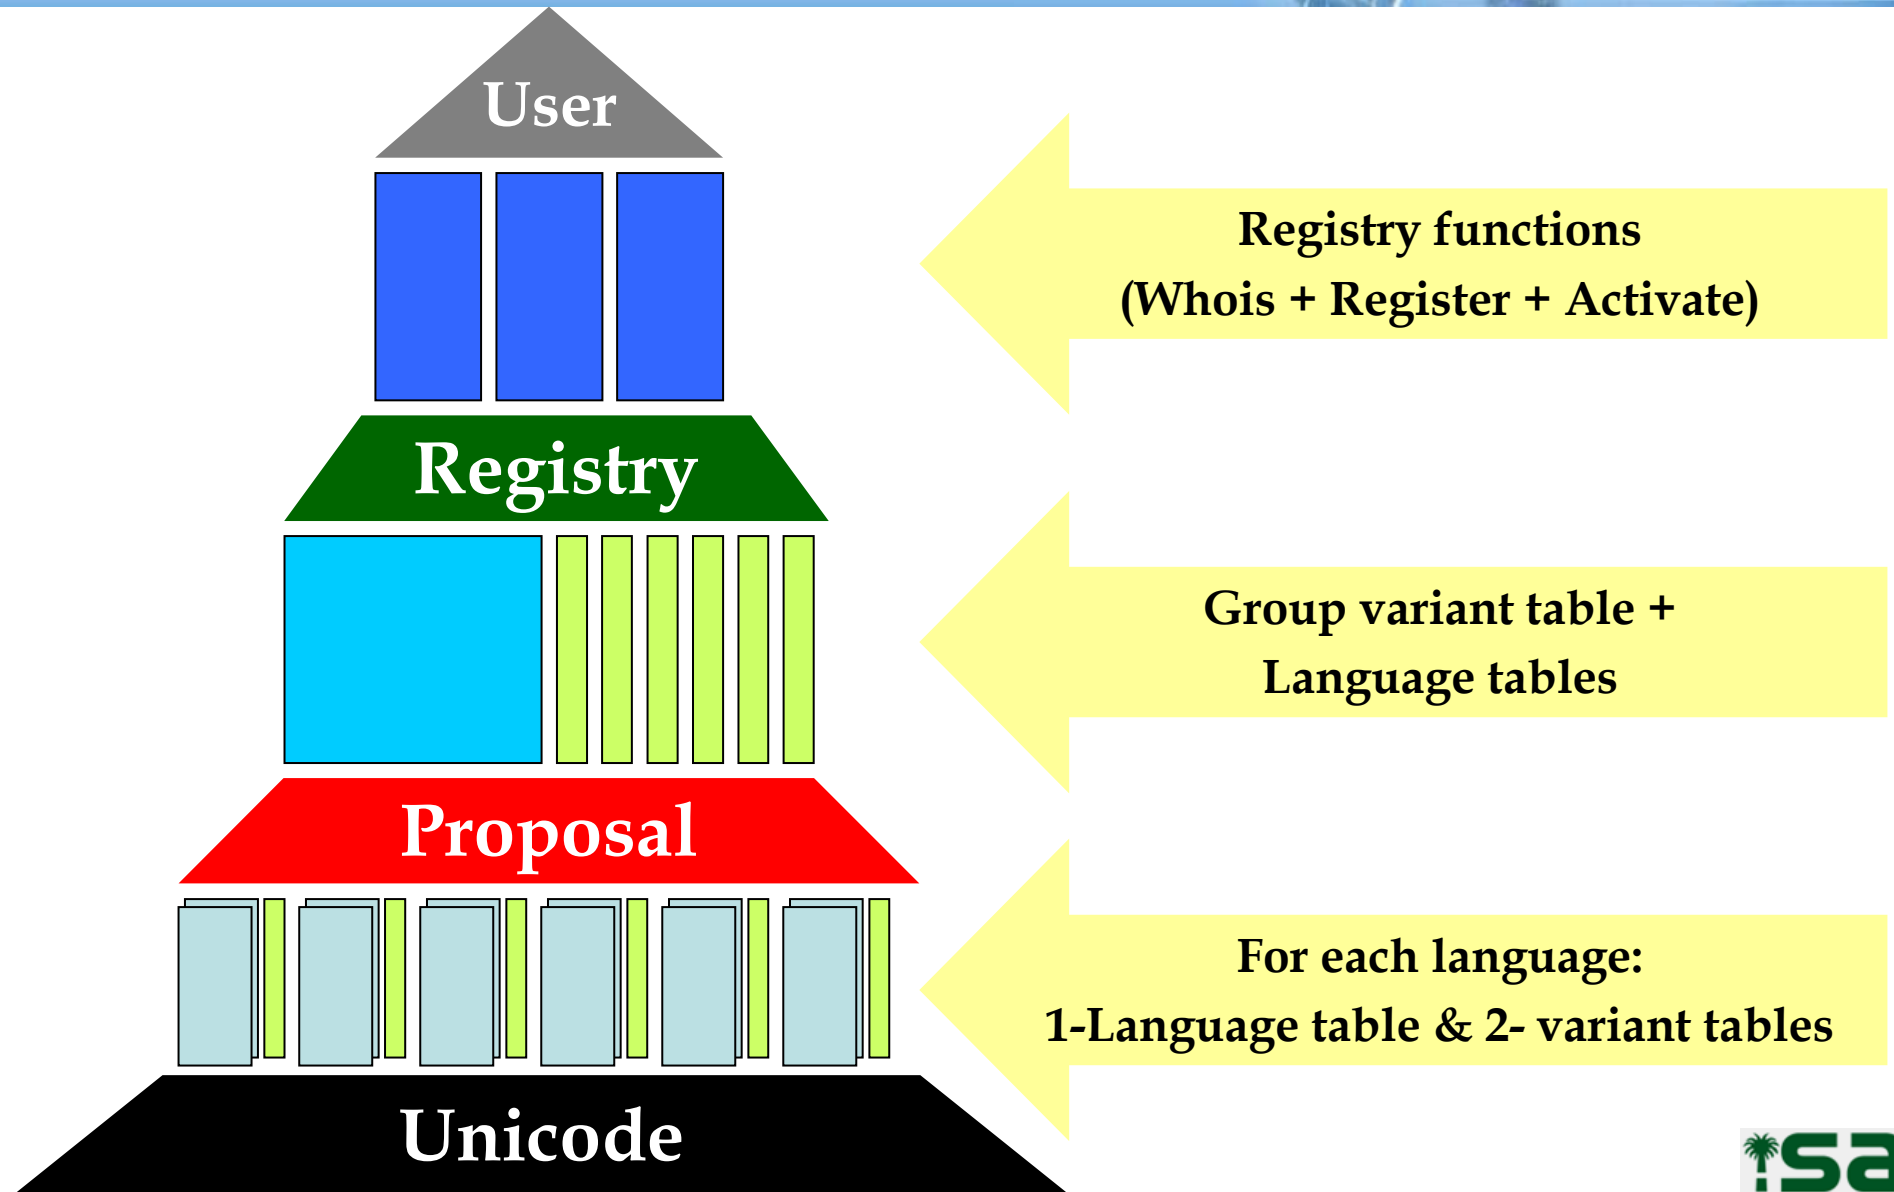 User
Registry functions
(Whois + Register + Activate)
Registry
Group variant table +
Language tables
Proposal
For each language:
1-Language table & 2- variant tables
Unicode
sa